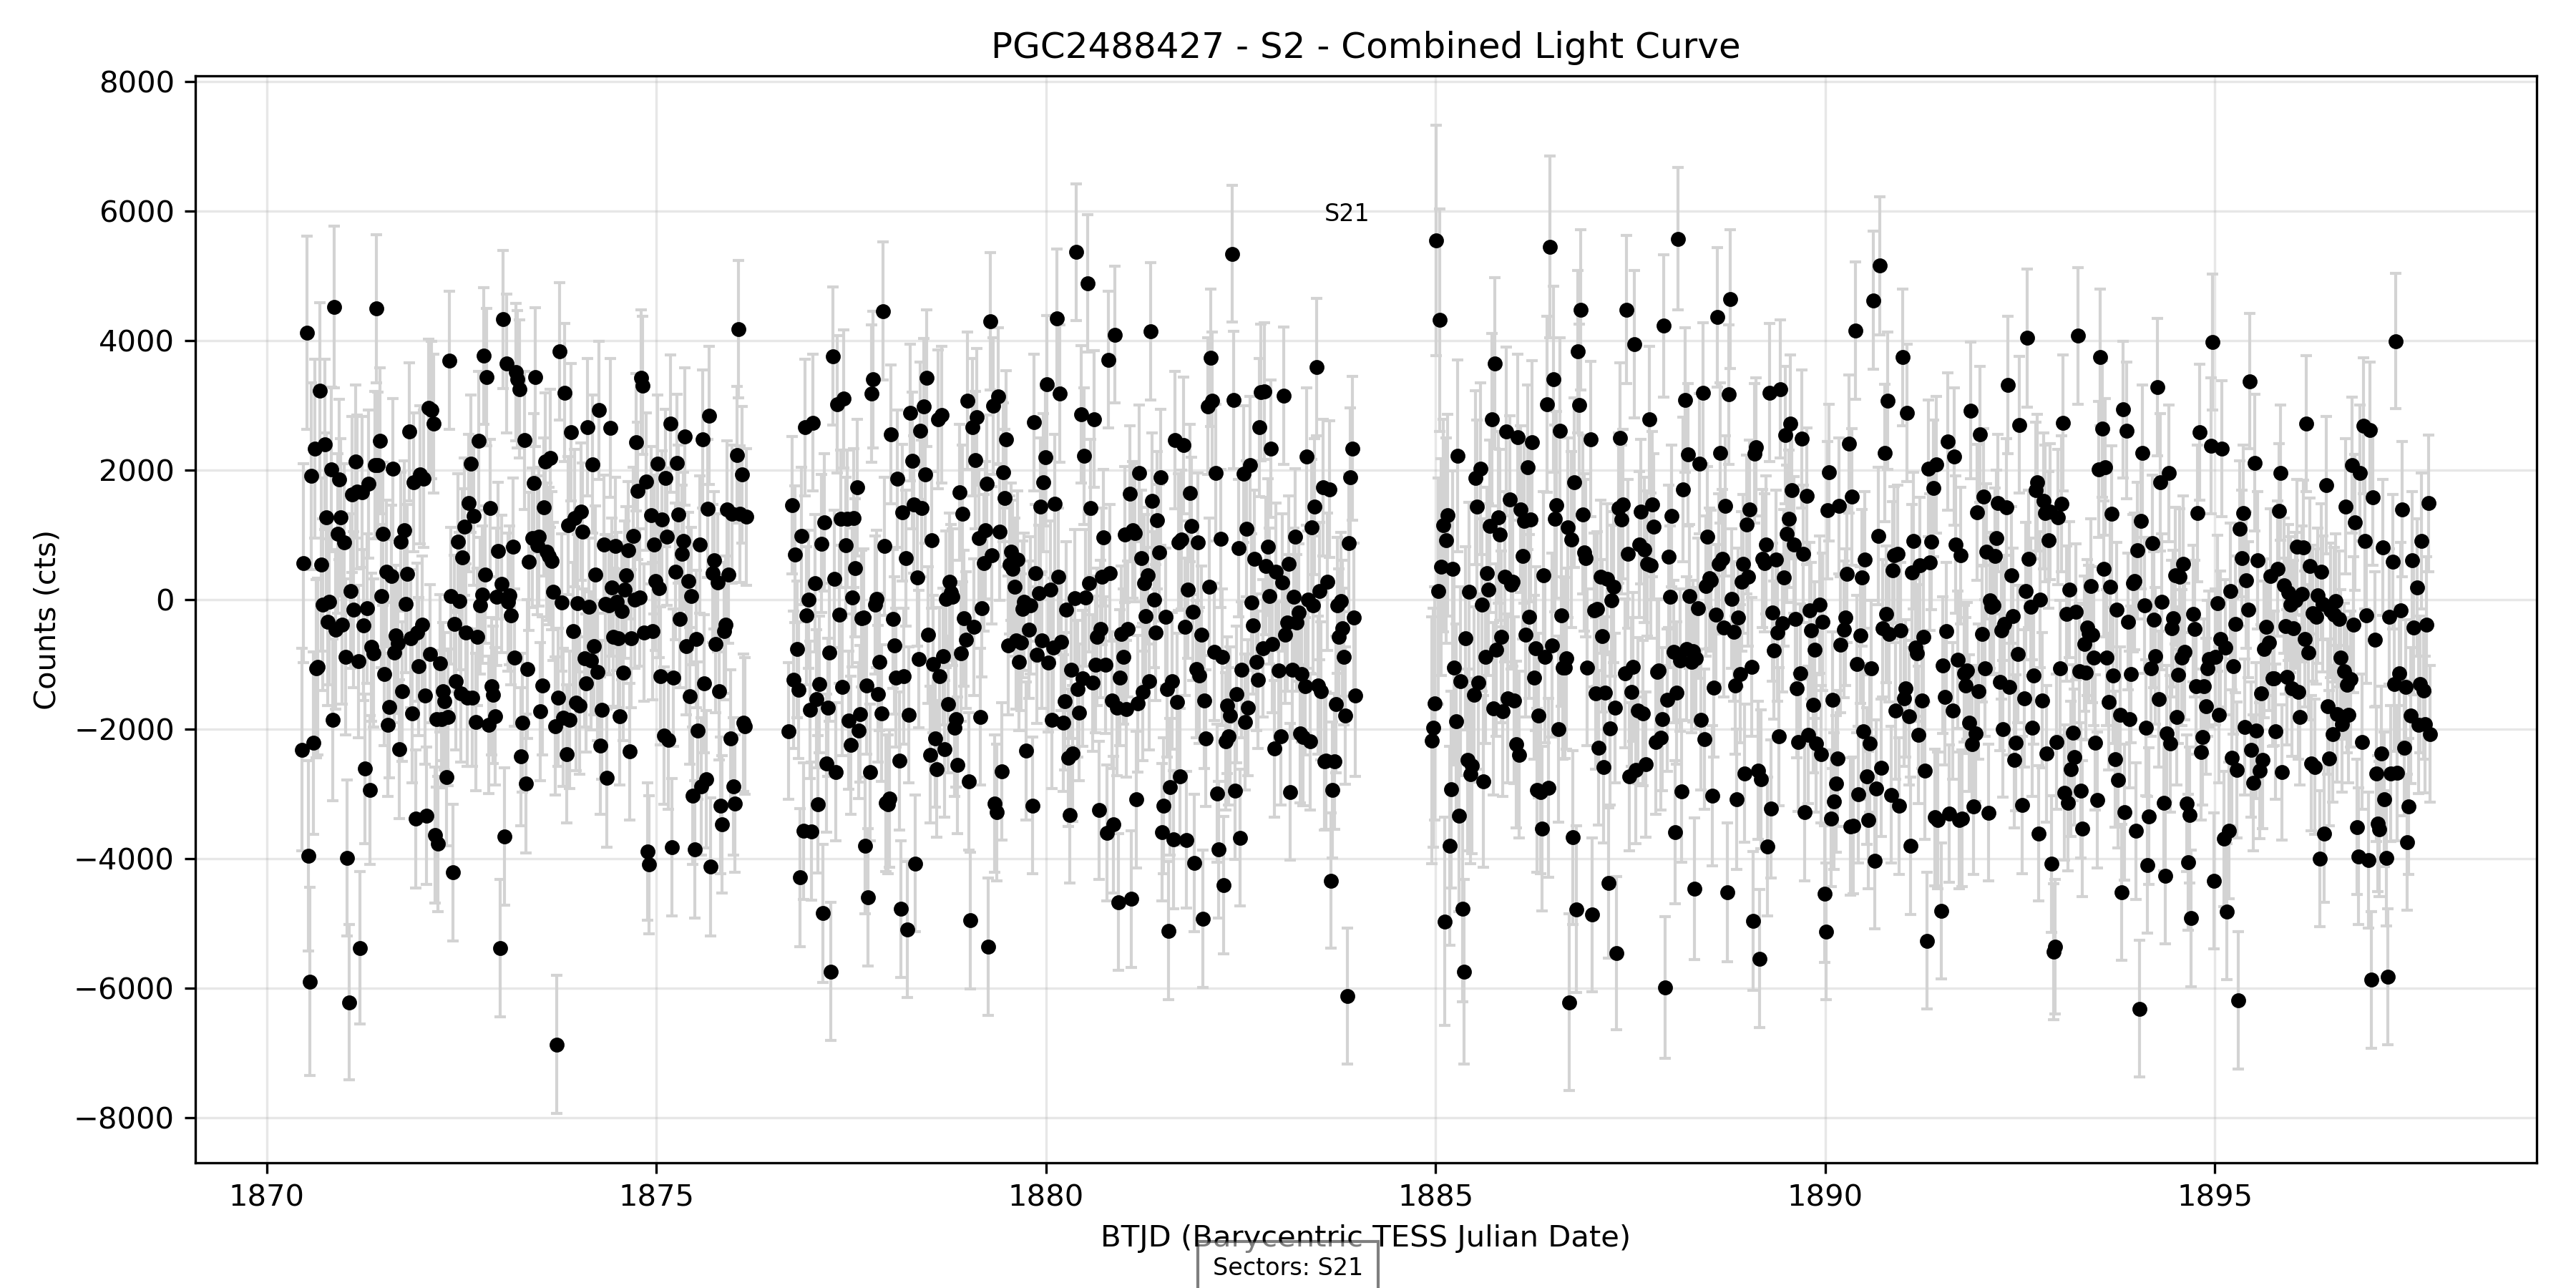 PGC2488427 - S2 - Combined Light Curve
8000
6000
4000
2000
0
−2000
−4000
−6000
−8000
Counts (cts)
S21
1870 1875 1880 1885 1890 1895
BTJD (Barycentric TESS Julian Date)
Sectors: S21